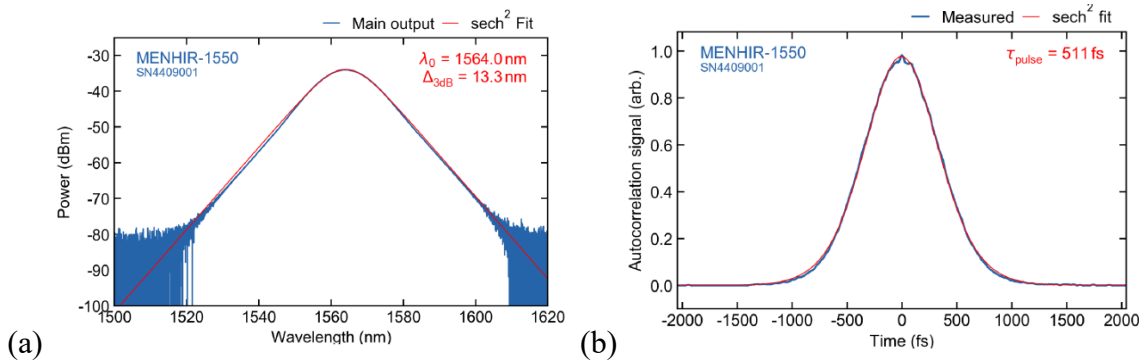 Main output sech² Fit
MENHIR-1550
SN4409001
λ₀ = 1564.0 nm
Δ₃dB = 13.3 nm
Power (dBm)
-30
-40
-50
-60
-70
-80
-90
-100
1500 1520 1540 1560 1580 1600 1620
Wavelength (nm)
(a)
Measured sech² fit
MENHIR-1550
SN4409001
τpulse = 511 fs
Autocorrelation signal (arb.)
1.0
0.8
0.6
0.4
0.2
0.0
-2000 -1500 -1000 -500 0 500 1000 1500 2000
Time (fs)
(b)